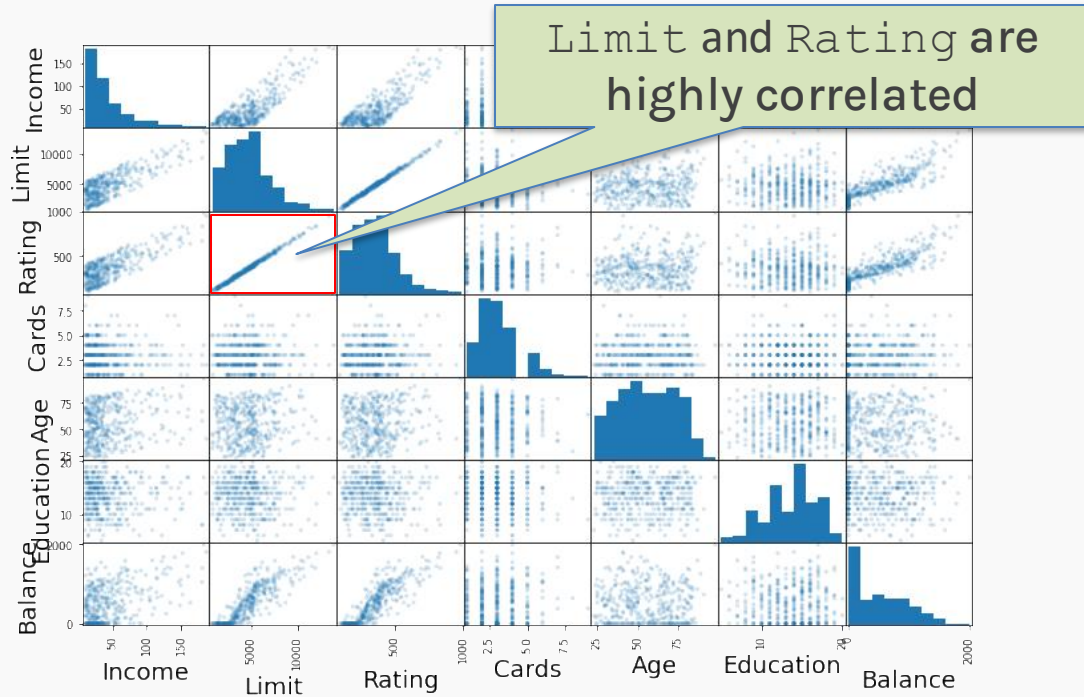 Limit and Rating are
highly correlated
Income
150
100
50
Limit
10000
5000
Rating
1000
500
Cards
7.5
5.0
2.5
Age
75
50
25
Education
20
10
Balance
2000
0
50
100
150
5000
10000
500
1000
2.5
5.0
7.5
25
50
75
10
20
0
2000
Income
Limit
Rating
Cards
Age
Education
Balance